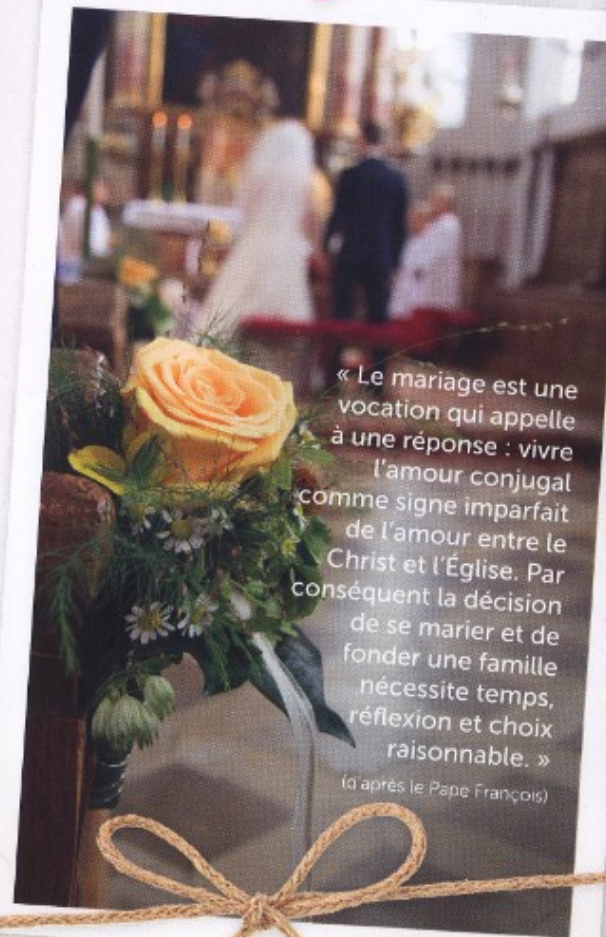 « Le mariage est une
vocation qui appelle
à une réponse : vivre
l'amour conjugal
comme signe imparfait
de l'amour entre le
Christ et l'Église. Par
conséquent la décision
de se marier et de
fonder une famille
nécessite temps,
réflexion et choix
raisonnable. »
(d'après le Pape François)